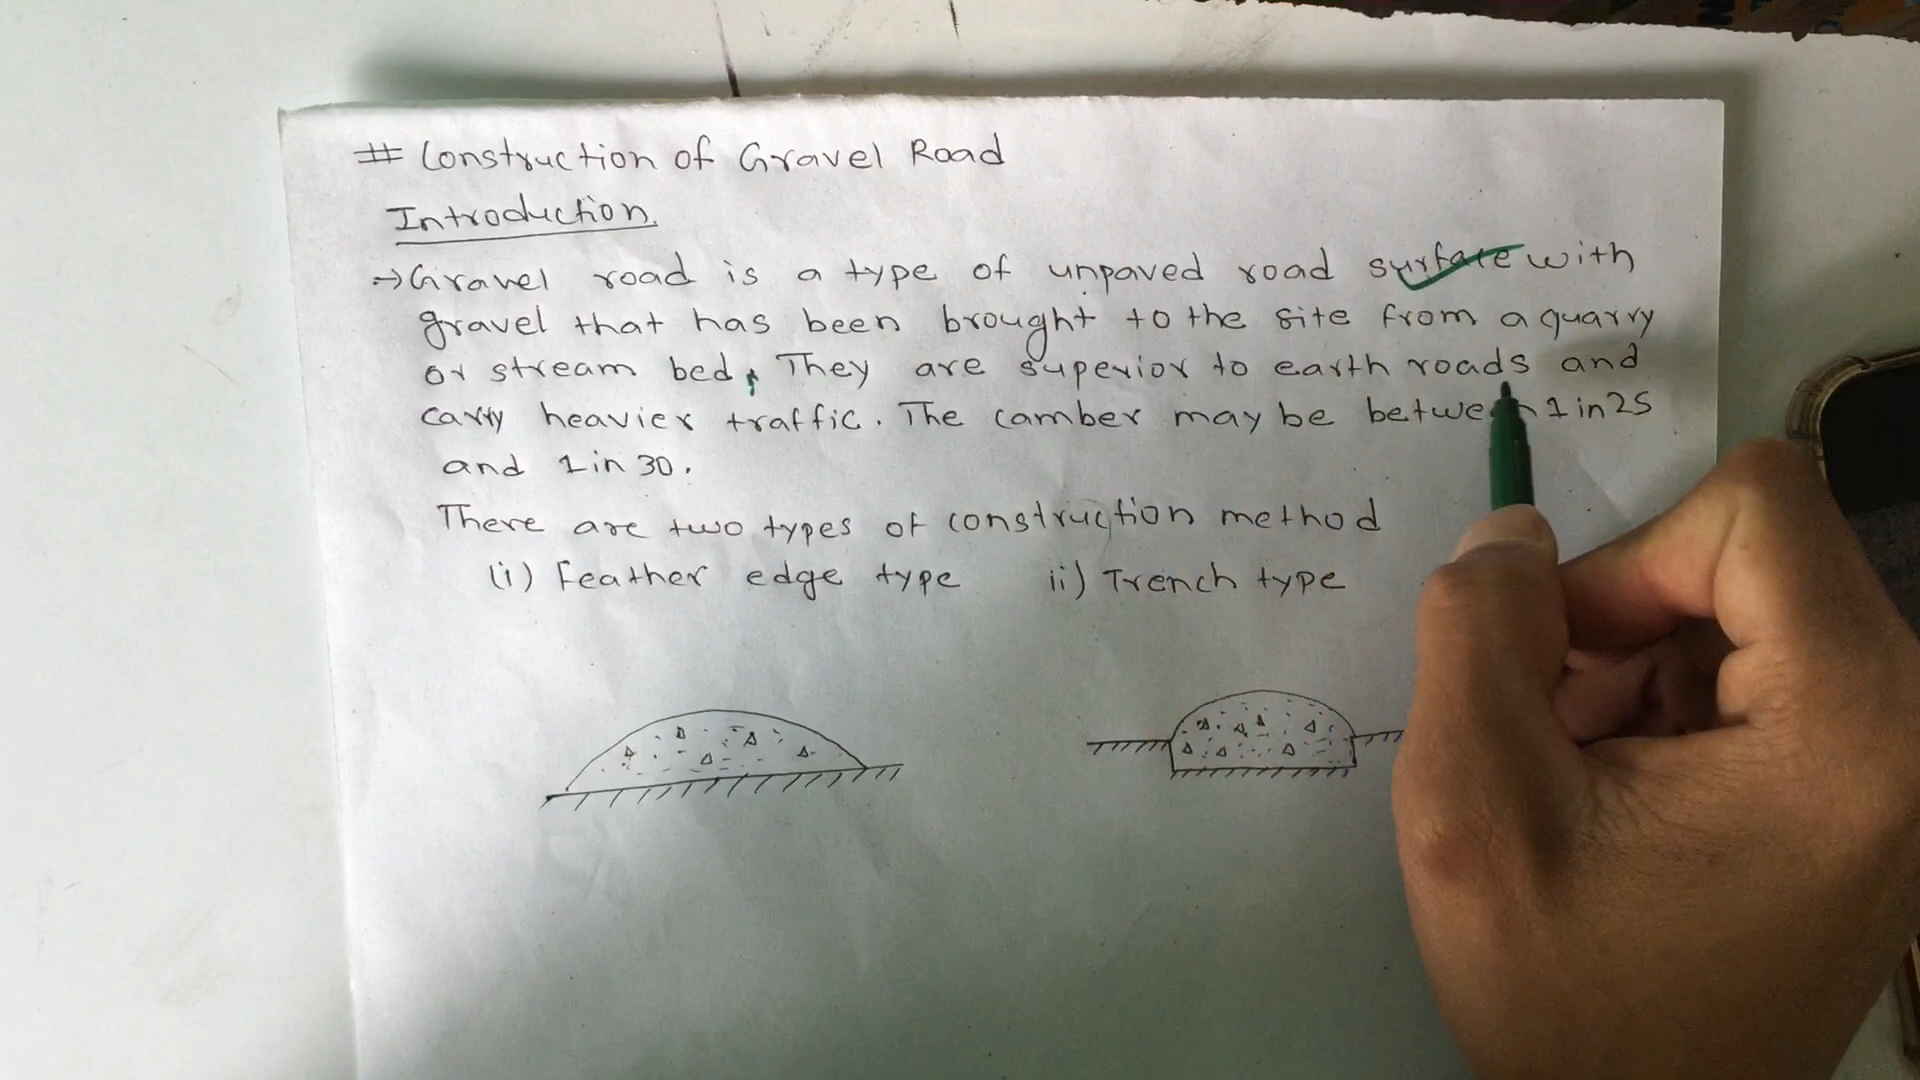 # Construction of Gravel Road
Introduction.
→ Gravel road is a type of unpaved road surface with
gravel that has been brought to the site from a quarry
or stream bed, They are superior to earth roads and
carry heavier traffic. The camber may be between 1 in 25
and 1 in 30.
There are two types of construction method
(i) Feather edge type ii) Trench type